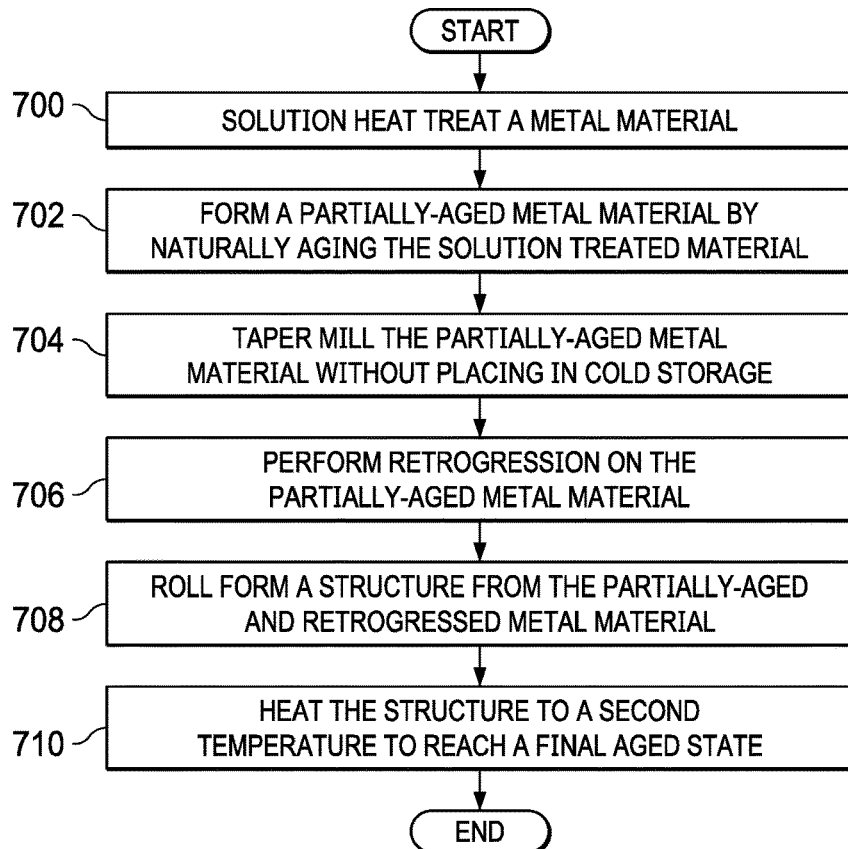 START
700
SOLUTION HEAT TREAT A METAL MATERIAL
702
FORM A PARTIALLY-AGED METAL MATERIAL BY
NATURALLY AGING THE SOLUTION TREATED MATERIAL
704
TAPER MILL THE PARTIALLY-AGED METAL
MATERIAL WITHOUT PLACING IN COLD STORAGE
706
PERFORM RETROGRESSION ON THE
PARTIALLY-AGED METAL MATERIAL
708
ROLL FORM A STRUCTURE FROM THE PARTIALLY-AGED
AND RETROGRESSED METAL MATERIAL
710
HEAT THE STRUCTURE TO A SECOND
TEMPERATURE TO REACH A FINAL AGED STATE
END